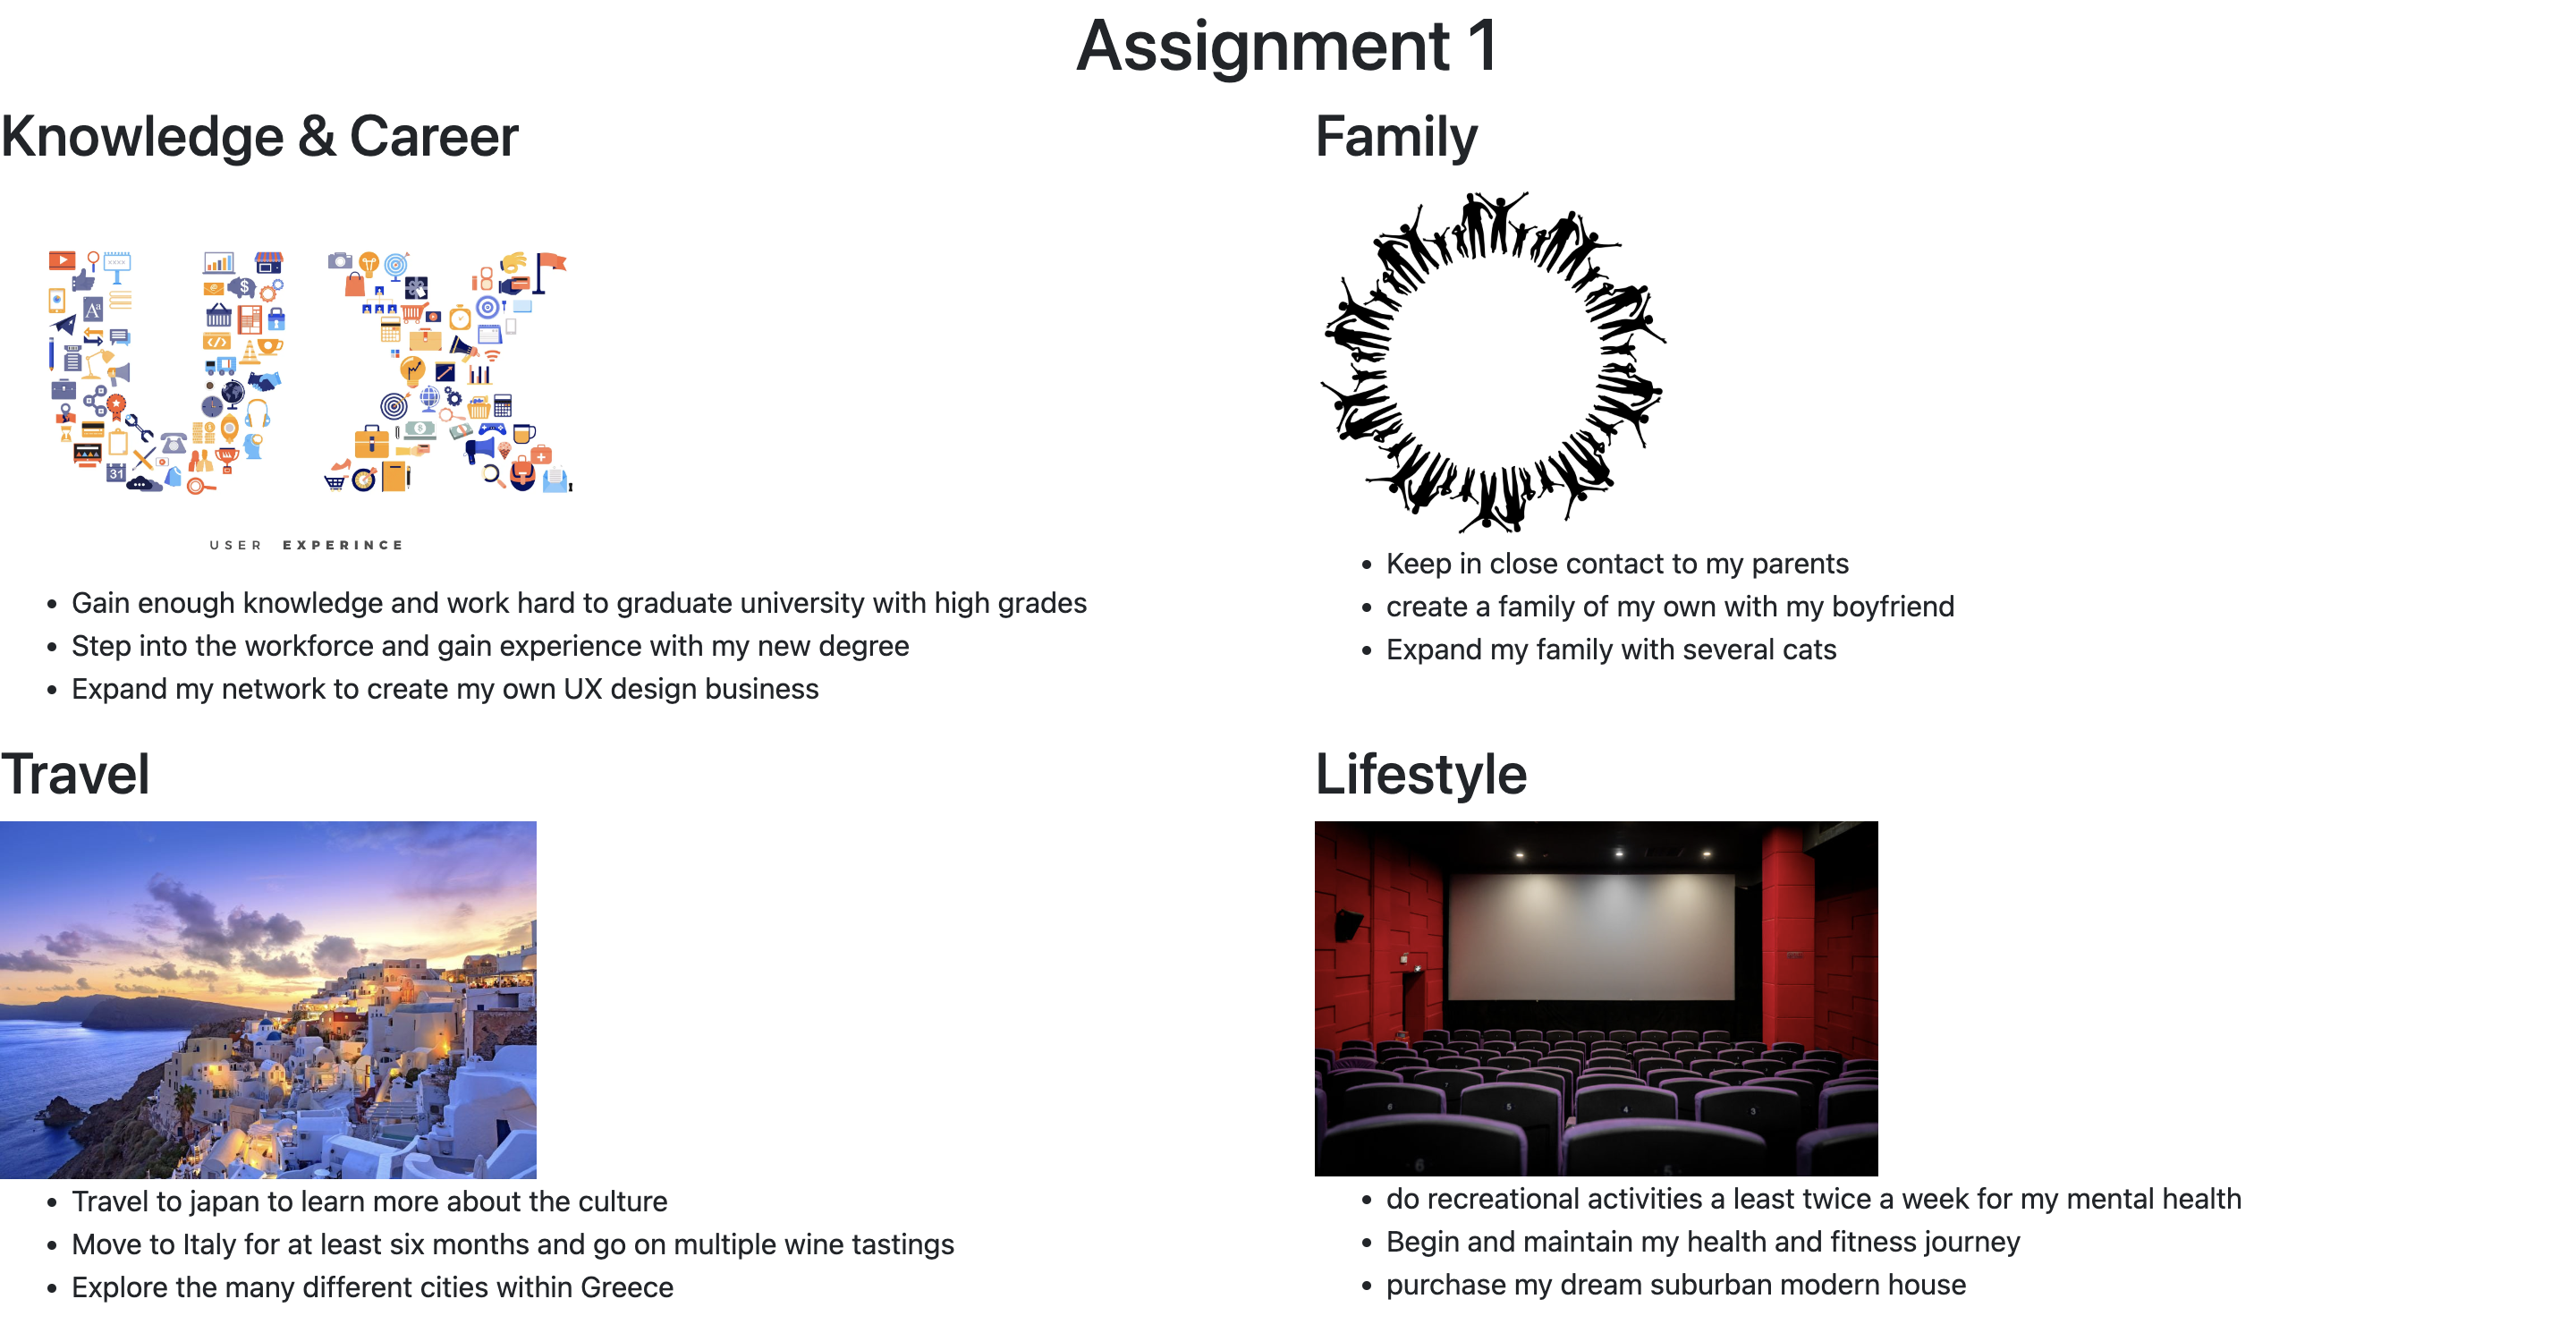 Assignment 1
Knowledge & Career
USER EXPERINCE
Gain enough knowledge and work hard to graduate university with high grades
Step into the workforce and gain experience with my new degree
Expand my network to create my own UX design business
Family
Keep in close contact to my parents
create a family of my own with my boyfriend
Expand my family with several cats
Travel
Travel to japan to learn more about the culture
Move to Italy for at least six months and go on multiple wine tastings
Explore the many different cities within Greece
Lifestyle
6 5 4 3
6 5
do recreational activities a least twice a week for my mental health
Begin and maintain my health and fitness journey
purchase my dream suburban modern house